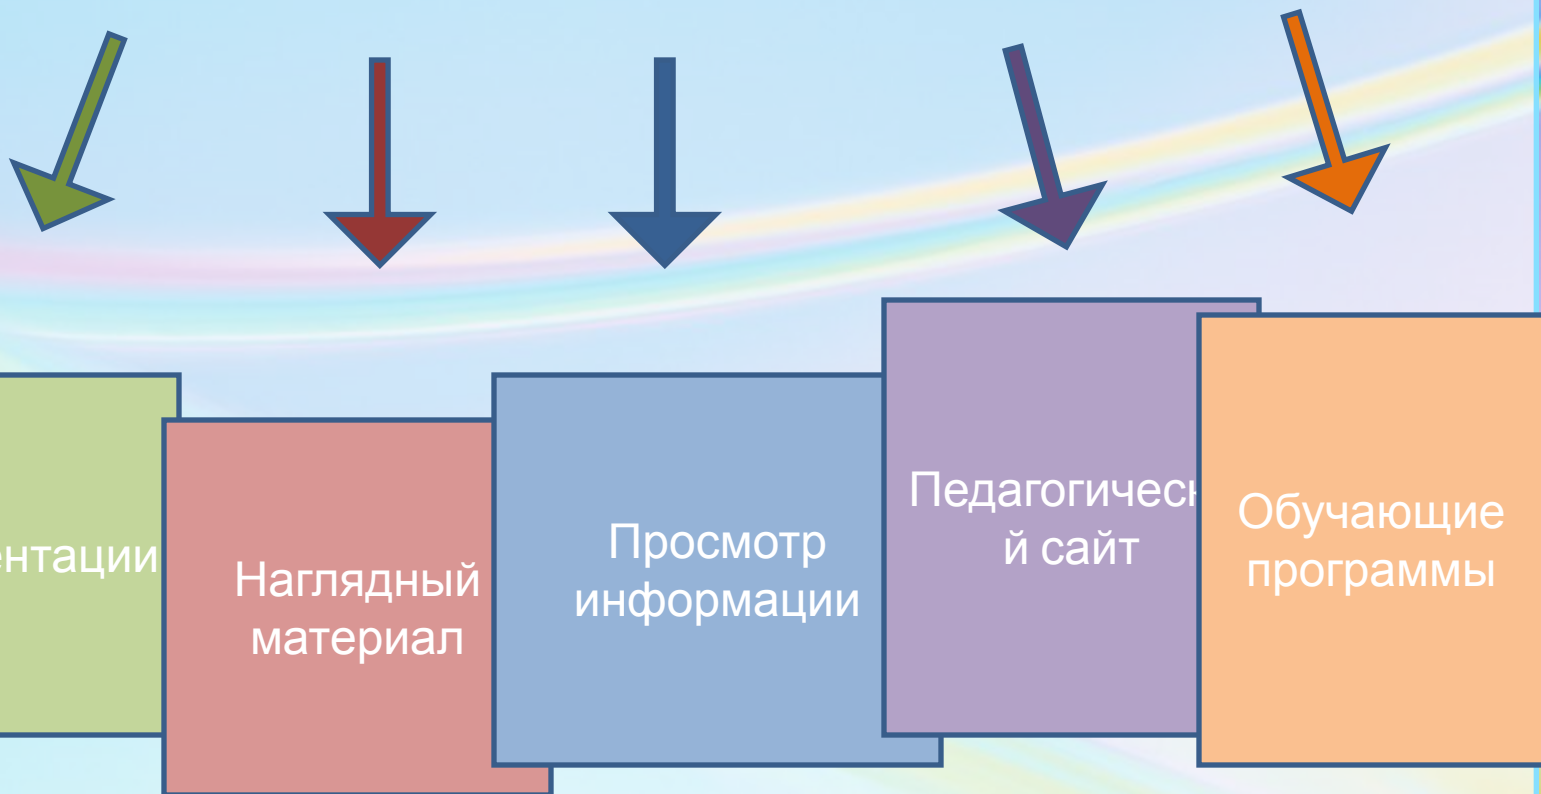 ентации
Наглядный
материал
Просмотр
информации
Педагогическ
й сайт
Обучающие
программы